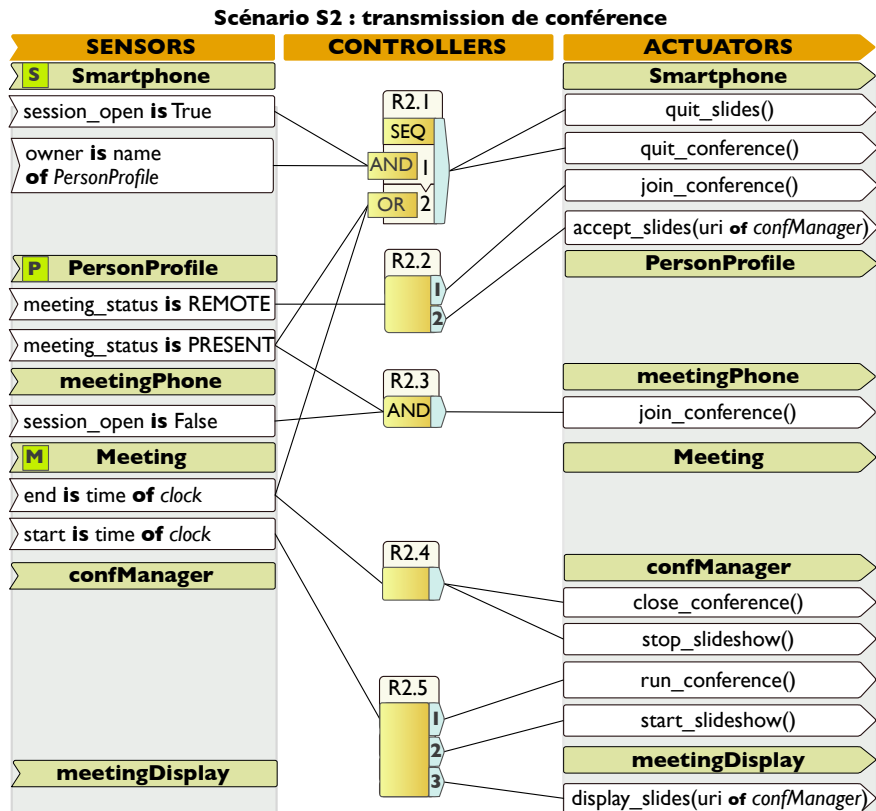 Scénario S2 : transmission de conférence
SENSORS
CONTROLLERS
ACTUATORS
S Smartphone
session_open is True
owner is name
of PersonProfile
P PersonProfile
meeting_status is REMOTE
meeting_status is PRESENT
meetingPhone
session_open is False
M Meeting
end is time of clock
start is time of clock
confManager
meetingDisplay
R2.1
SEQ
AND 1
OR 2
R2.2
1
2
R2.3
AND
R2.4
R2.5
1
2
3
Smartphone
quit_slides()
quit_conference()
join_conference()
accept_slides(uri of confManager)
PersonProfile
meetingPhone
join_conference()
Meeting
confManager
close_conference()
stop_slideshow()
run_conference()
start_slideshow()
meetingDisplay
display_slides(uri of confManager)